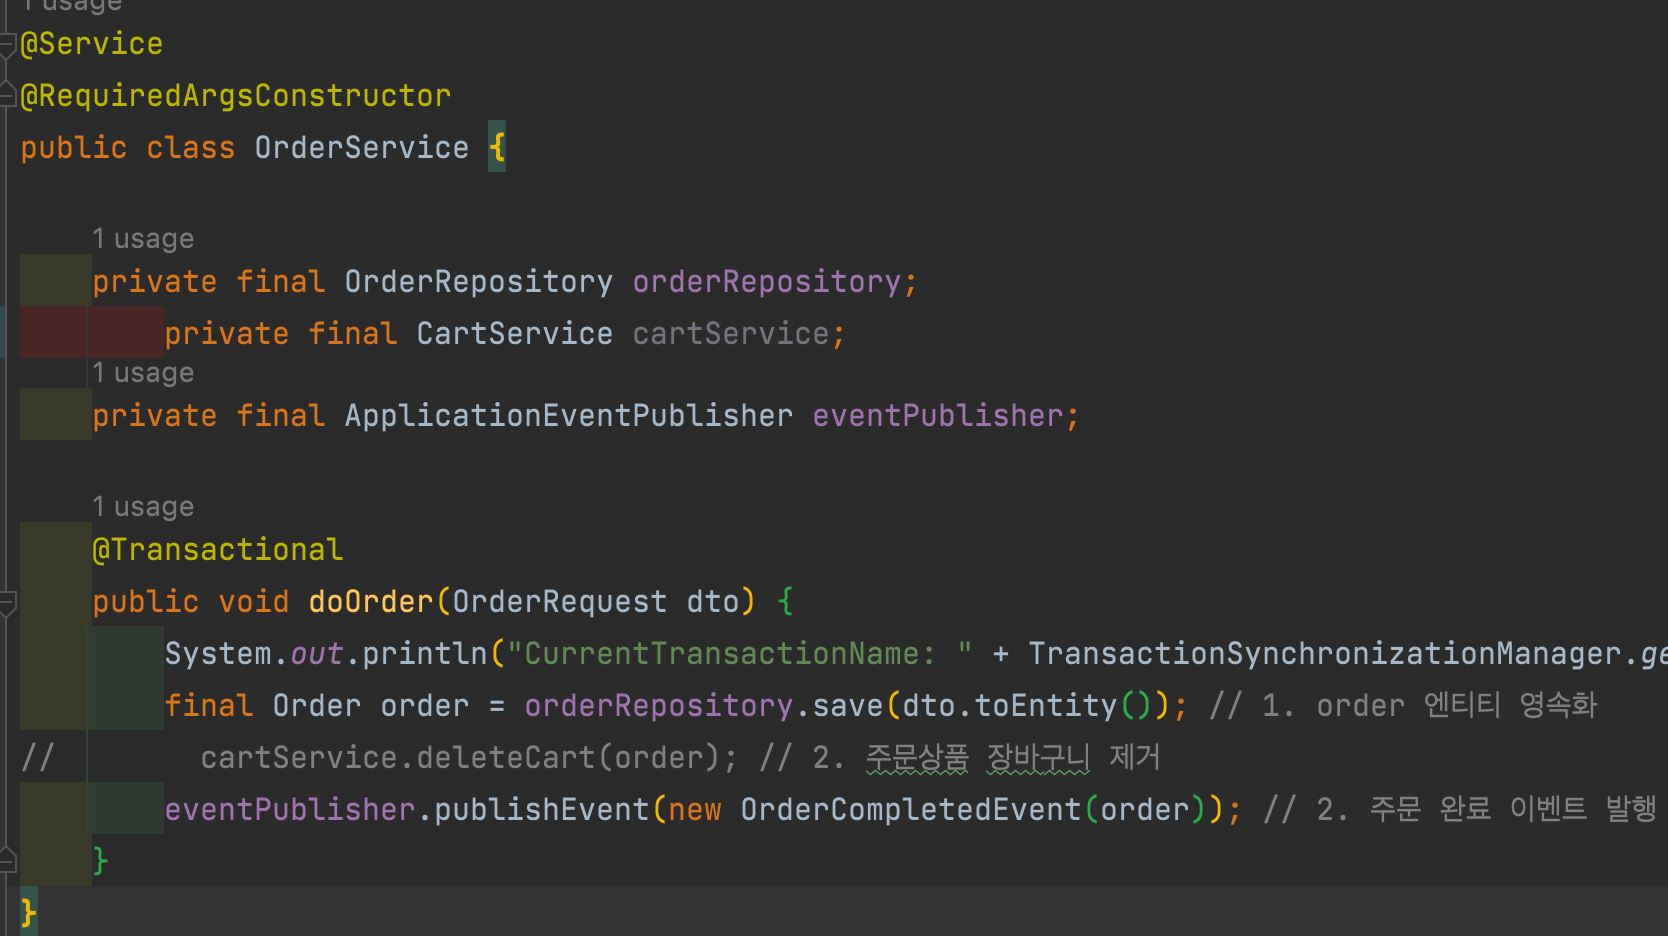 1 usage
@Service
@RequiredArgsConstructor
public class OrderService {
1 usage
private final OrderRepository orderRepository;
private final CartService cartService;
1 usage
private final ApplicationEventPublisher eventPublisher;
1 usage
@Transactional
public void doOrder(OrderRequest dto) {
System.out.println("CurrentTransactionName: " + TransactionSynchronizationManager.ge
final Order order = orderRepository.save(dto.toEntity()); // 1. order 엔티티 영속화
// cartService.deleteCart(order); // 2. 주문상품 장바구니 제거
eventPublisher.publishEvent(new OrderCompletedEvent(order)); // 2. 주문 완료 이벤트 발행
}
}